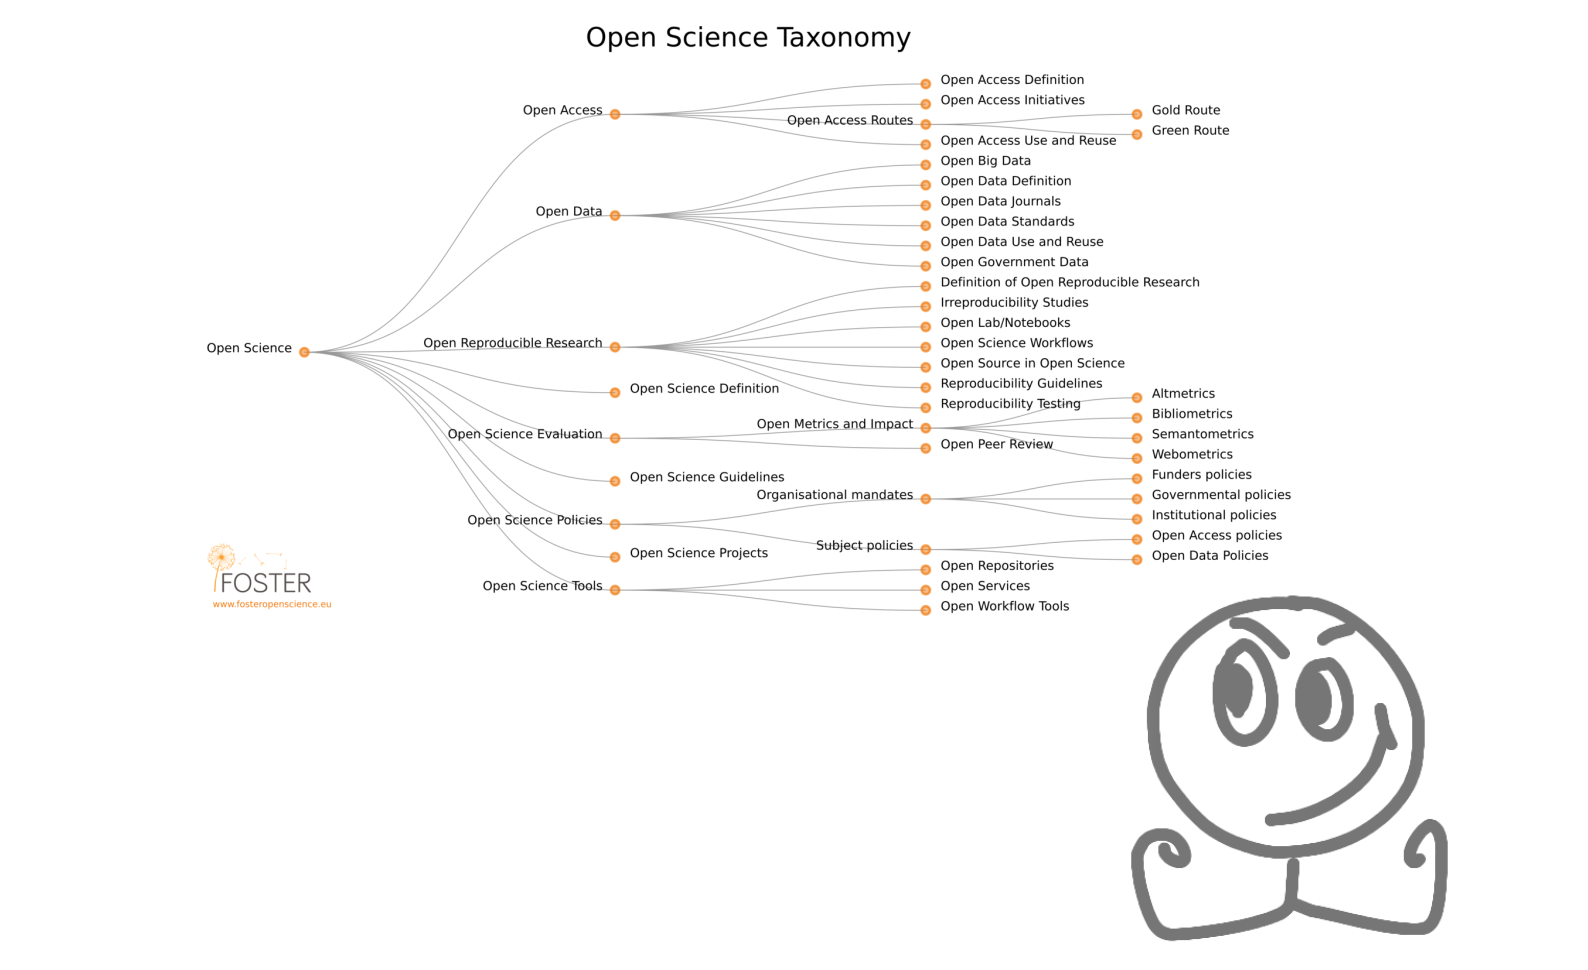 Open Science Taxonomy
Open Science
Open Access
Open Access Definition
Open Access Initiatives
Open Access Routes
Gold Route
Green Route
Open Access Use and Reuse
Open Data
Open Big Data
Open Data Definition
Open Data Journals
Open Data Standards
Open Data Use and Reuse
Open Government Data
Open Reproducible Research
Definition of Open Reproducible Research
Irreproducibility Studies
Open Lab/Notebooks
Open Science Workflows
Open Source in Open Science
Reproducibility Guidelines
Reproducibility Testing
Open Science Definition
Open Science Evaluation
Open Metrics and Impact
Altmetrics
Bibliometrics
Semantometrics
Webometrics
Open Peer Review
Open Science Guidelines
Open Science Policies
Organisational mandates
Funders policies
Governmental policies
Institutional policies
Subject policies
Open Access policies
Open Data Policies
Open Science Projects
Open Science Tools
Open Repositories
Open Services
Open Workflow Tools
FOSTER
www.fosteropenscience.eu